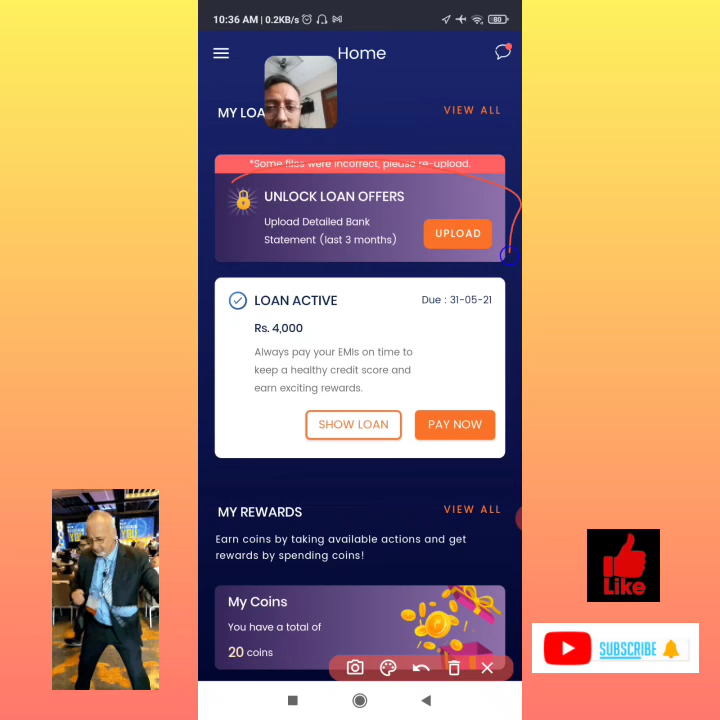 10:36 AM | 0.2KB/s
80
Home
MY LOA
VIEW ALL
*Some files were incorrect, please re-upload.
UNLOCK LOAN OFFERS
Upload Detailed Bank
Statement (last 3 months)
UPLOAD
LOAN ACTIVE
Due : 31-05-21
Rs. 4,000
Always pay your EMIs on time to
keep a healthy credit score and
earn exciting rewards.
SHOW LOAN
PAY NOW
MY REWARDS
VIEW ALL
Earn coins by taking available actions and get
rewards by spending coins!
My Coins
You have a total of
20 coins
Like
SUBSCRIBE